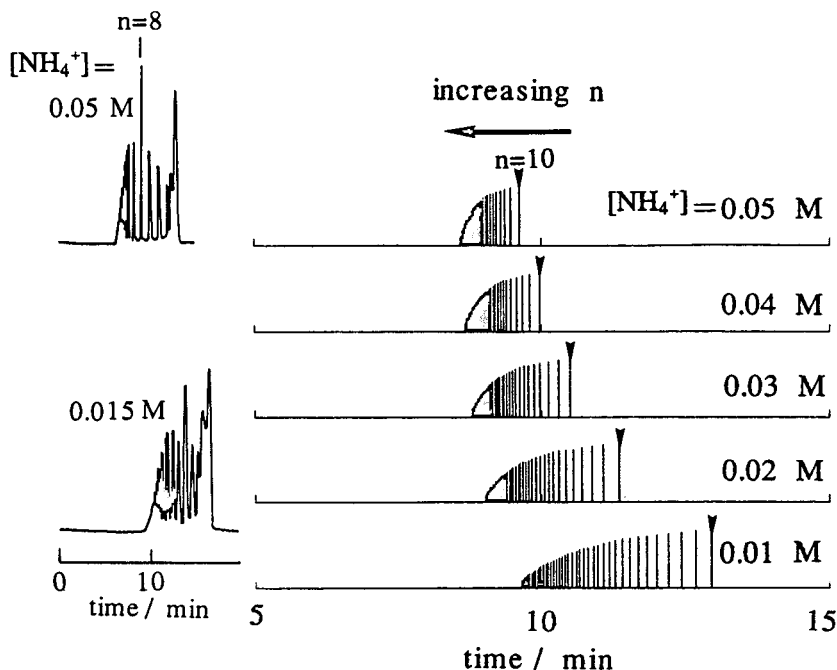 n=8
[NH₄⁺]=
0.05 M
increasing n
n=10
[NH₄⁺]=0.05 M
0.04 M
0.03 M
0.015 M
0.02 M
0.01 M
0 10
time/ min
5 10 15
time / min